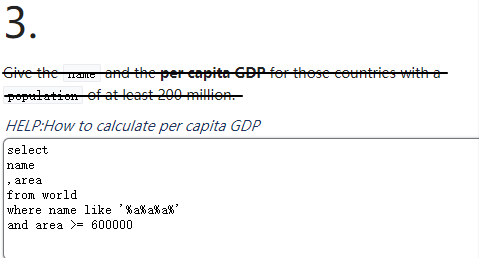 3.
Give the name and the per capita GDP for those countries with a
population of at least 200 million.
HELP:How to calculate per capita GDP
select
name
,area
from world
where name like '%a%a%a%'
and area >= 600000